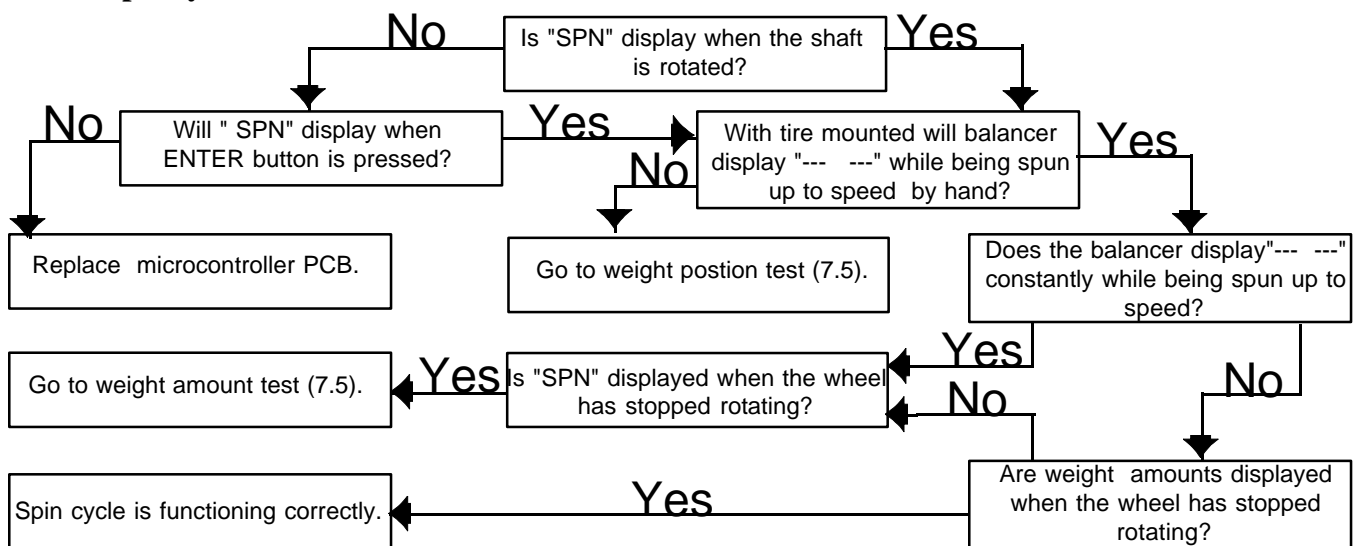 No
Is "SPN" display when the shaft
is rotated?
Yes
No
Will " SPN" display when
ENTER button is pressed?
Yes
With tire mounted will balancer
display "--- ---" while being spun
up to speed by hand?
Yes
No
Replace microcontroller PCB.
Go to weight postion test (7.5).
Does the balancer display"--- ---"
constantly while being spun up to
speed?
Yes
No
Go to weight amount test (7.5).
Yes
Is "SPN" displayed when the wheel
has stopped rotating?
No
Spin cycle is functioning correctly.
Yes
Are weight amounts displayed
when the wheel has stopped
rotating?